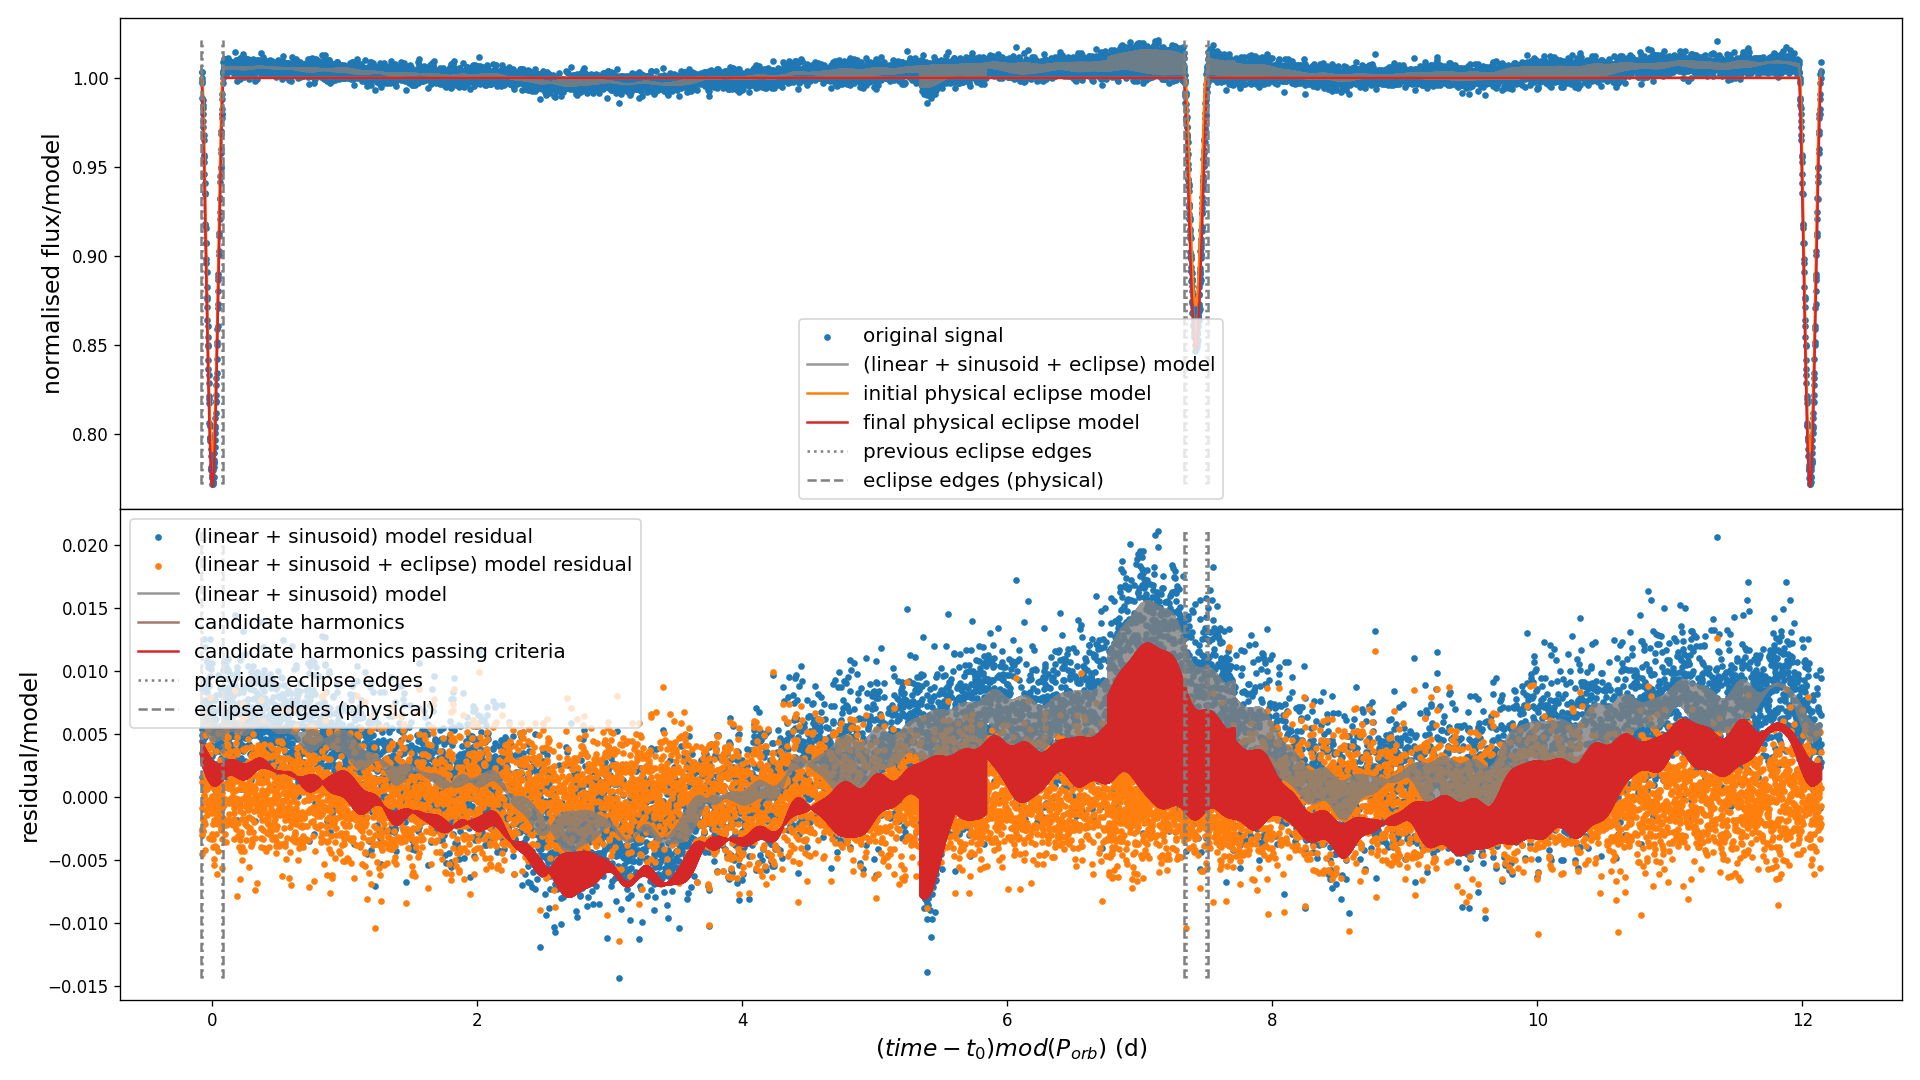 normalised flux/model
1.00
0.95
0.90
0.85
0.80
original signal
(linear + sinusoid + eclipse) model
initial physical eclipse model
final physical eclipse model
previous eclipse edges
eclipse edges (physical)
residual/model
0.020
0.015
0.010
0.005
0.000
−0.005
−0.010
−0.015
(linear + sinusoid) model residual
(linear + sinusoid + eclipse) model residual
(linear + sinusoid) model
candidate harmonics
candidate harmonics passing criteria
previous eclipse edges
eclipse edges (physical)
0 2 4 6 8 10 12
(time − t₀)mod(Pₒᵣb) (d)